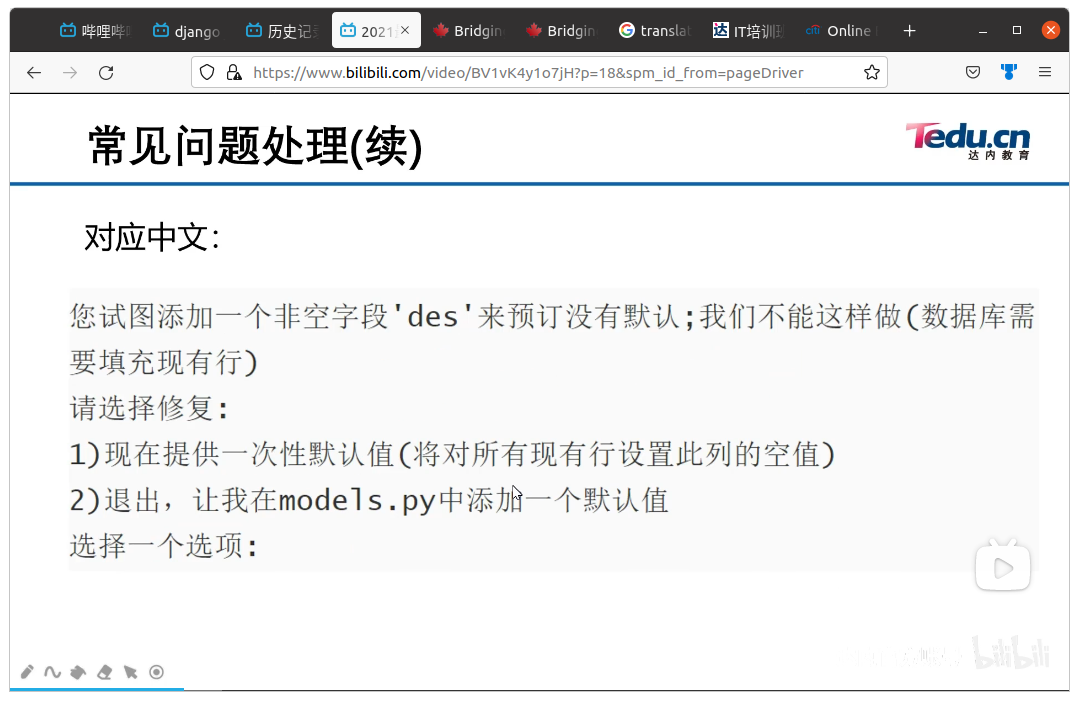 哔哩哔哩
django
历史记录
2021
Bridgin
Bridgin
translat
达 IT培训班
citi Online
https://www.bilibili.com/video/BV1vK4y1o7jH?p=18&spm_id_from=pageDriver
常见问题处理(续)
Tedu.cn
达内教育
对应中文：
您试图添加一个非空字段'des'来预订没有默认;我们不能这样做(数据库需
要填充现有行)
请选择修复:
1)现在提供一次性默认值(将对所有现有行设置此列的空值)
2)退出，让我在models.py中添加一个默认值
选择一个选项:
bilibili